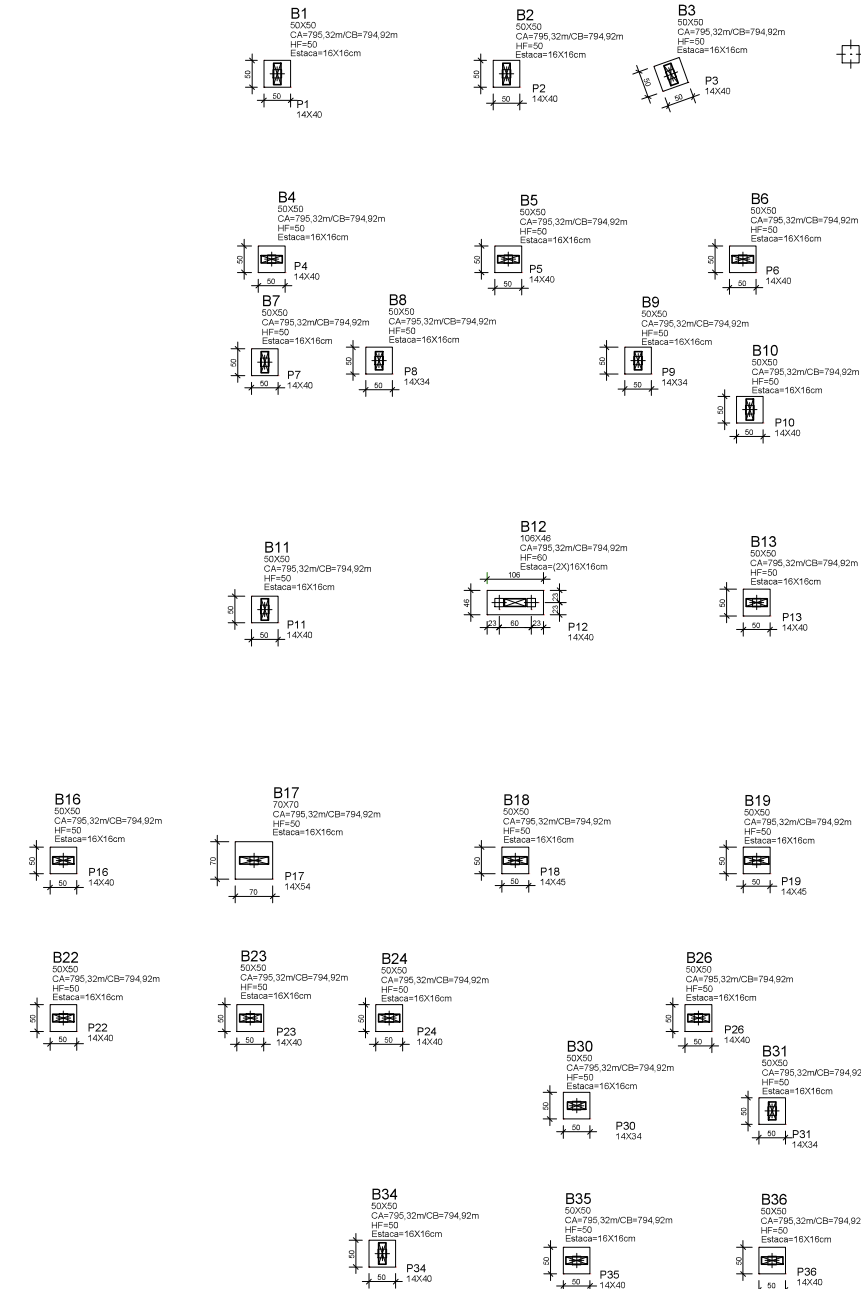 B1
50X50
CA=795,32m/CB=794,92m
HF=50
Estaca=16X16cm
50
50
P1
14X40
B2
50X50
CA=795,32m/CB=794,92m
HF=50
Estaca=16X16cm
50
50
P2
14X40
B3
50X50
CA=795,32m/CB=794,92m
HF=50
Estaca=16X16cm
50
50
P3
14X40
B4
50X50
CA=795,32m/CB=794,92m
HF=50
Estaca=16X16cm
50
50
P4
14X40
B5
50X50
CA=795,32m/CB=794,92m
HF=50
Estaca=16X16cm
50
50
P5
14X40
B6
50X50
CA=795,32m/CB=794,92m
HF=50
Estaca=16X16cm
50
50
P6
14X40
B7
50X50
CA=795,32m/CB=794,92m
HF=50
Estaca=16X16cm
50
50
P7
14X40
B8
50X50
CA=795,32m/CB=794,92m
HF=50
Estaca=16X16cm
50
50
P8
14X34
B9
50X50
CA=795,32m/CB=794,92m
HF=50
Estaca=16X16cm
50
50
P9
14X34
B10
50X50
CA=795,32m/CB=794,92m
HF=50
Estaca=16X16cm
50
50
P10
14X40
B11
50X50
CA=795,32m/CB=794,92m
HF=50
Estaca=16X16cm
50
50
P11
14X40
B12
106X46
CA=795,32m/CB=794,92m
HF=60
Estaca=(2X)16X16cm
106
46
23
23
23
60
23
P12
14X40
B13
50X50
CA=795,32m/CB=794,92m
HF=50
Estaca=16X16cm
50
50
P13
14X40
B16
50X50
CA=795,32m/CB=794,92m
HF=50
Estaca=16X16cm
50
50
P16
14X40
B17
70X70
CA=795,32m/CB=794,92m
HF=50
Estaca=16X16cm
70
70
P17
14X54
B18
50X50
CA=795,32m/CB=794,92m
HF=50
Estaca=16X16cm
50
50
P18
14X45
B19
50X50
CA=795,32m/CB=794,92m
HF=50
Estaca=16X16cm
50
50
P19
14X45
B22
50X50
CA=795,32m/CB=794,92m
HF=50
Estaca=16X16cm
50
50
P22
14X40
B23
50X50
CA=795,32m/CB=794,92m
HF=50
Estaca=16X16cm
50
50
P23
14X40
B24
50X50
CA=795,32m/CB=794,92m
HF=50
Estaca=16X16cm
50
50
P24
14X40
B26
50X50
CA=795,32m/CB=794,92m
HF=50
Estaca=16X16cm
50
50
P26
14X40
B30
50X50
CA=795,32m/CB=794,92m
HF=50
Estaca=16X16cm
50
50
P30
14X34
B31
50X50
CA=795,32m/CB=794,92
HF=50
Estaca=16X16cm
50
50
P31
14X34
B34
50X50
CA=795,32m/CB=794,92m
HF=50
Estaca=16X16cm
50
50
P34
14X40
B35
50X50
CA=795,32m/CB=794,92m
HF=50
Estaca=16X16cm
50
50
P35
14X40
B36
50X50
CA=795,32m/CB=794,92
HF=50
Estaca=16X16cm
50
50
P36
14X40